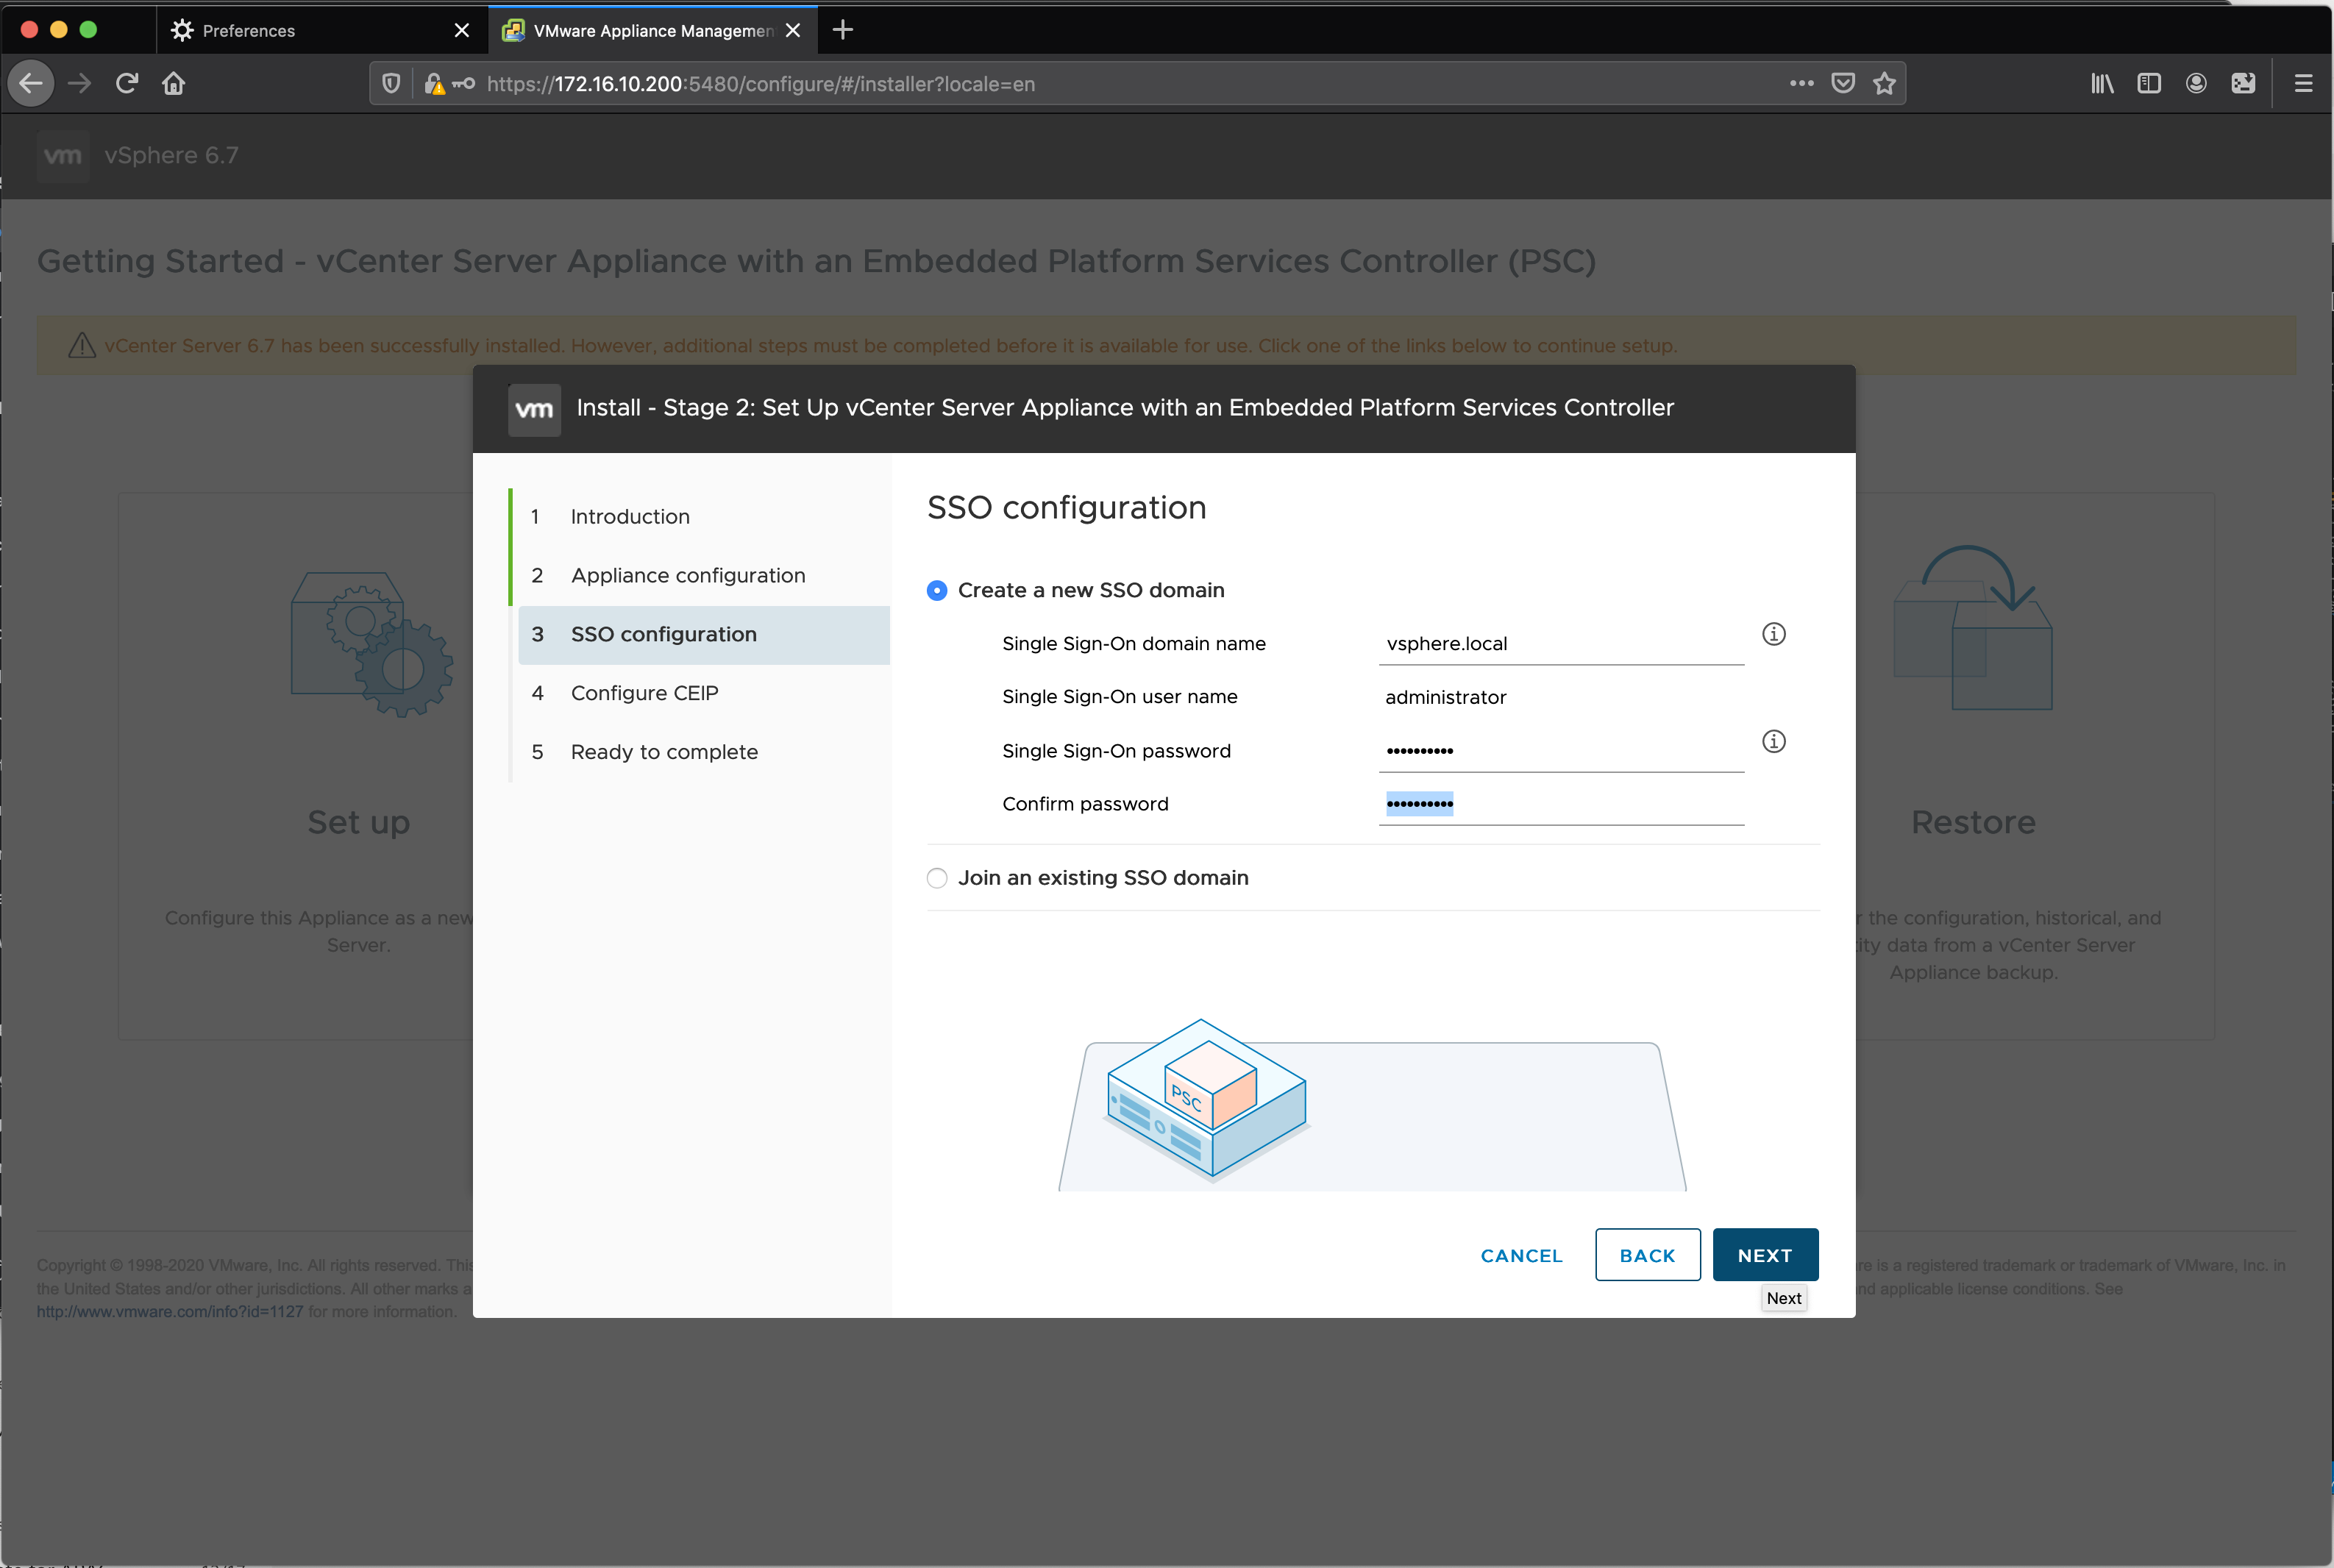 Preferences
VMware Appliance Managemen
https://172.16.10.200:5480/configure/#/installer?locale=en
vm vSphere 6.7
Getting Started - vCenter Server Appliance with an Embedded Platform Services Controller (PSC)
vCenter Server 6.7 has been successfully installed. However, additional steps must be completed before it is available for use. Click one of the links below to continue setup.
vm Install - Stage 2: Set Up vCenter Server Appliance with an Embedded Platform Services Controller
1 Introduction
2 Appliance configuration
3 SSO configuration
4 Configure CEIP
5 Ready to complete
SSO configuration
Create a new SSO domain
Single Sign-On domain name vsphere.local
Single Sign-On user name administrator
Single Sign-On password ••••••••••
Confirm password ••••••••••
Join an existing SSO domain
PSC
CANCEL BACK NEXT
Next
Set up
Configure this Appliance as a new
Server.
Restore
r the configuration, historical, and
ity data from a vCenter Server
Appliance backup.
Copyright © 1998-2020 VMware, Inc. All rights reserved. This
the United States and/or other jurisdictions. All other marks a
http://www.vmware.com/info?id=1127 for more information.
re is a registered trademark or trademark of VMware, Inc. in
nd applicable license conditions. See